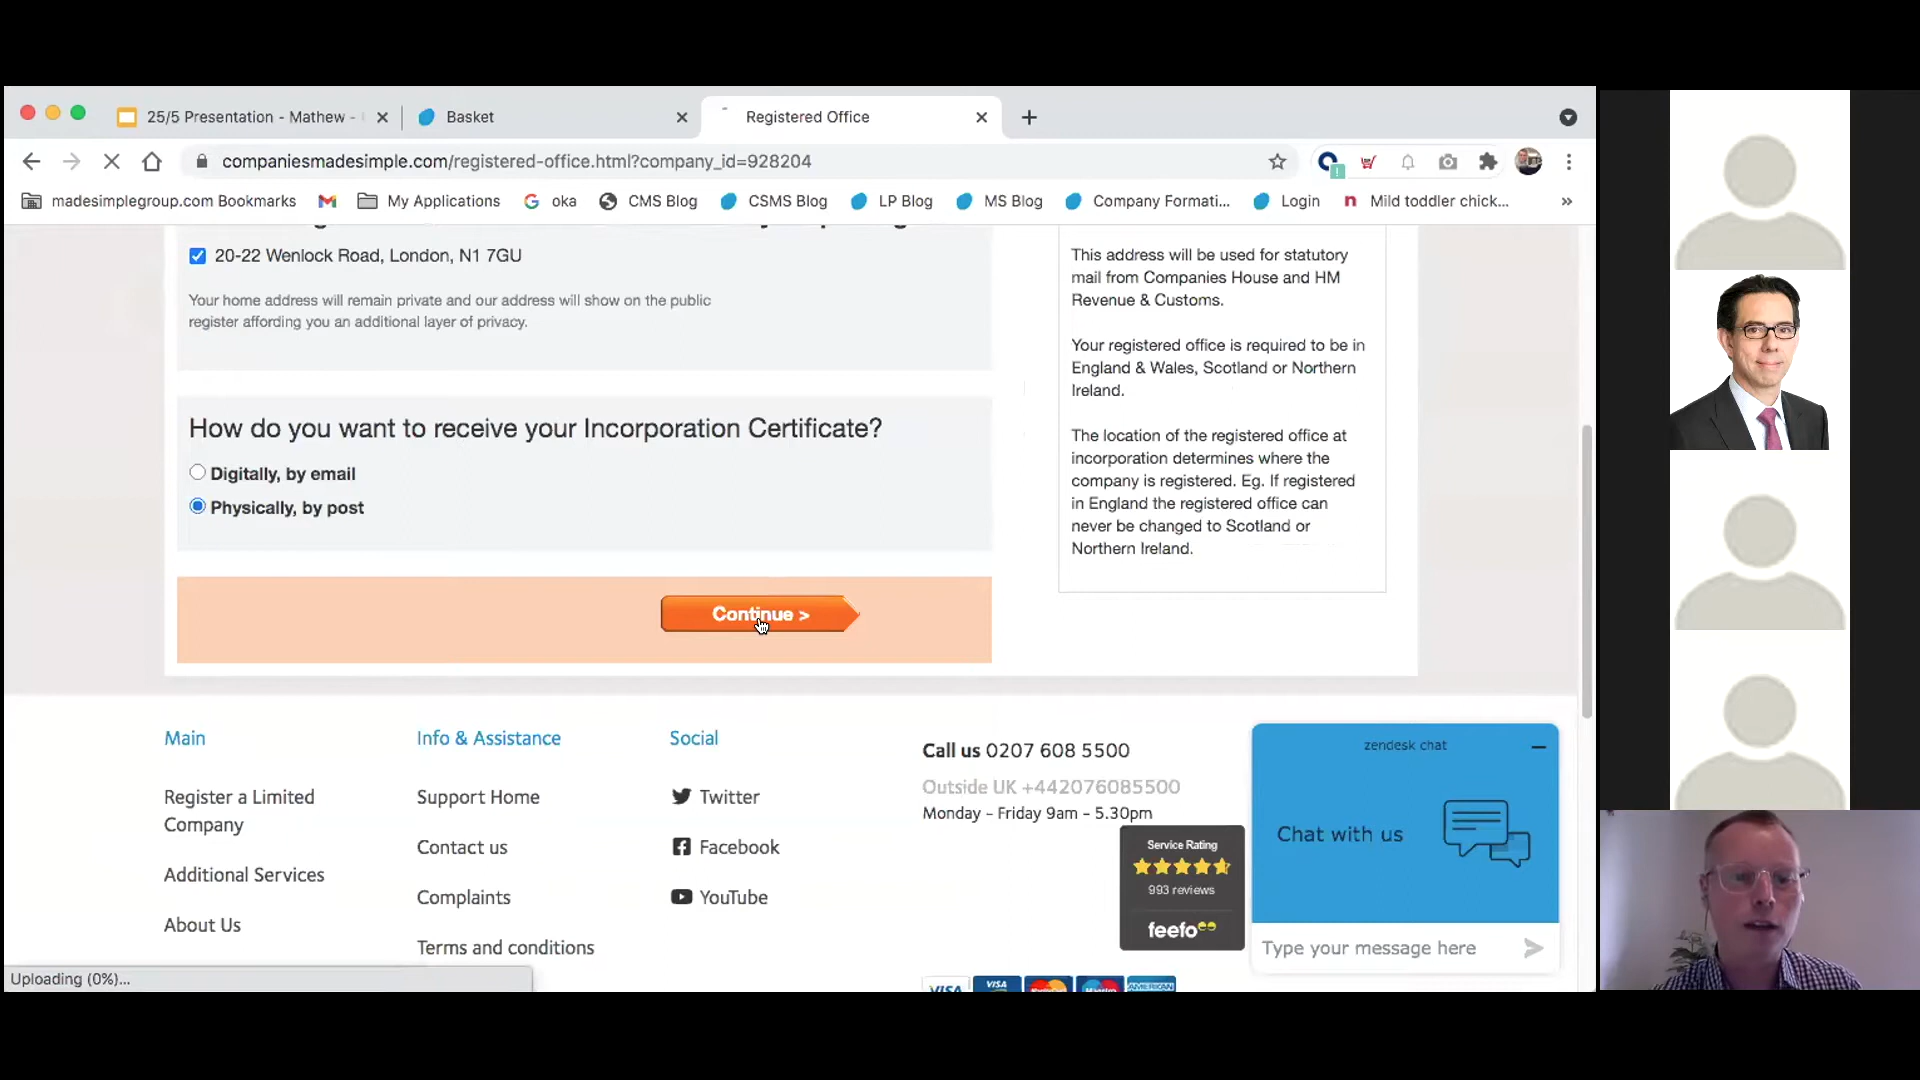 25/5 Presentation - Mathew -
Basket
Registered Office
companiesmadesimple.com/registered-office.html?company_id=928204
madesimplegroup.com Bookmarks
My Applications
oka
CMS Blog
CSMS Blog
LP Blog
MS Blog
Company Formati...
Login
Mild toddler chick...
»
20-22 Wenlock Road, London, N1 7GU
Your home address will remain private and our address will show on the public
register affording you an additional layer of privacy.
How do you want to receive your Incorporation Certificate?
Digitally, by email
Physically, by post
Continue >
This address will be used for statutory
mail from Companies House and HM
Revenue & Customs.
Your registered office is required to be in
England & Wales, Scotland or Northern
Ireland.
The location of the registered office at
incorporation determines where the
company is registered. Eg. If registered
in England the registered office can
never be changed to Scotland or
Northern Ireland.
Main
Register a Limited
Company
Additional Services
About Us
Info & Assistance
Support Home
Contact us
Complaints
Terms and conditions
Social
Twitter
Facebook
YouTube
Call us 0207 608 5500
Outside UK +442076085500
Monday - Friday 9am - 5.30pm
Service Rating
993 reviews
feefo
zendesk chat
Chat with us
Type your message here
VISA
VISA
MasterCard
Maestro
AMERICAN
Uploading (0%)...